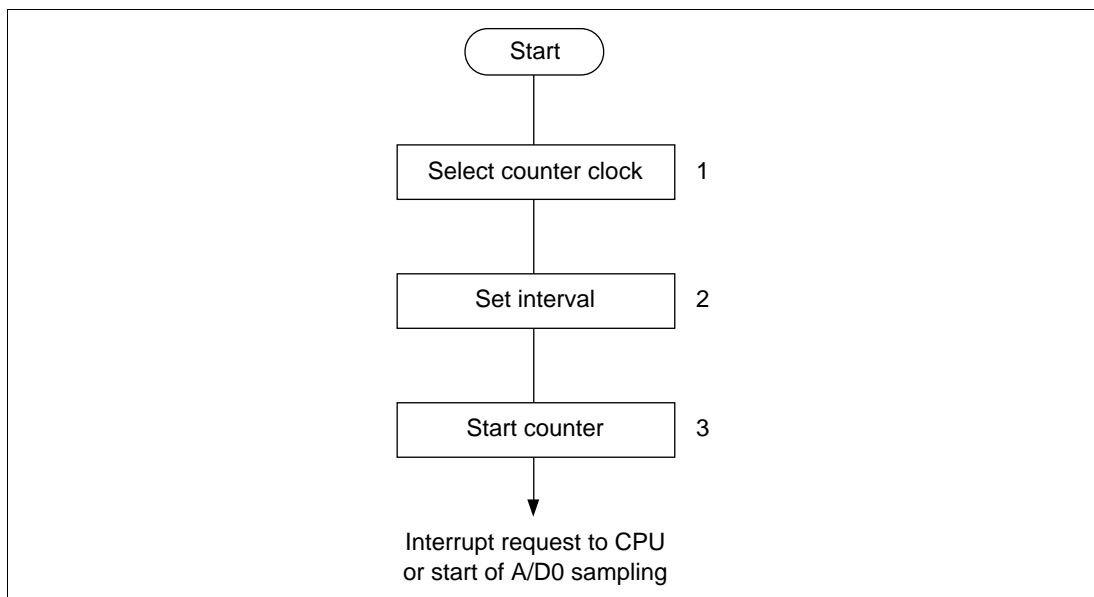 Start
Select counter clock 1
Set interval 2
Start counter 3
Interrupt request to CPU
or start of A/D0 sampling